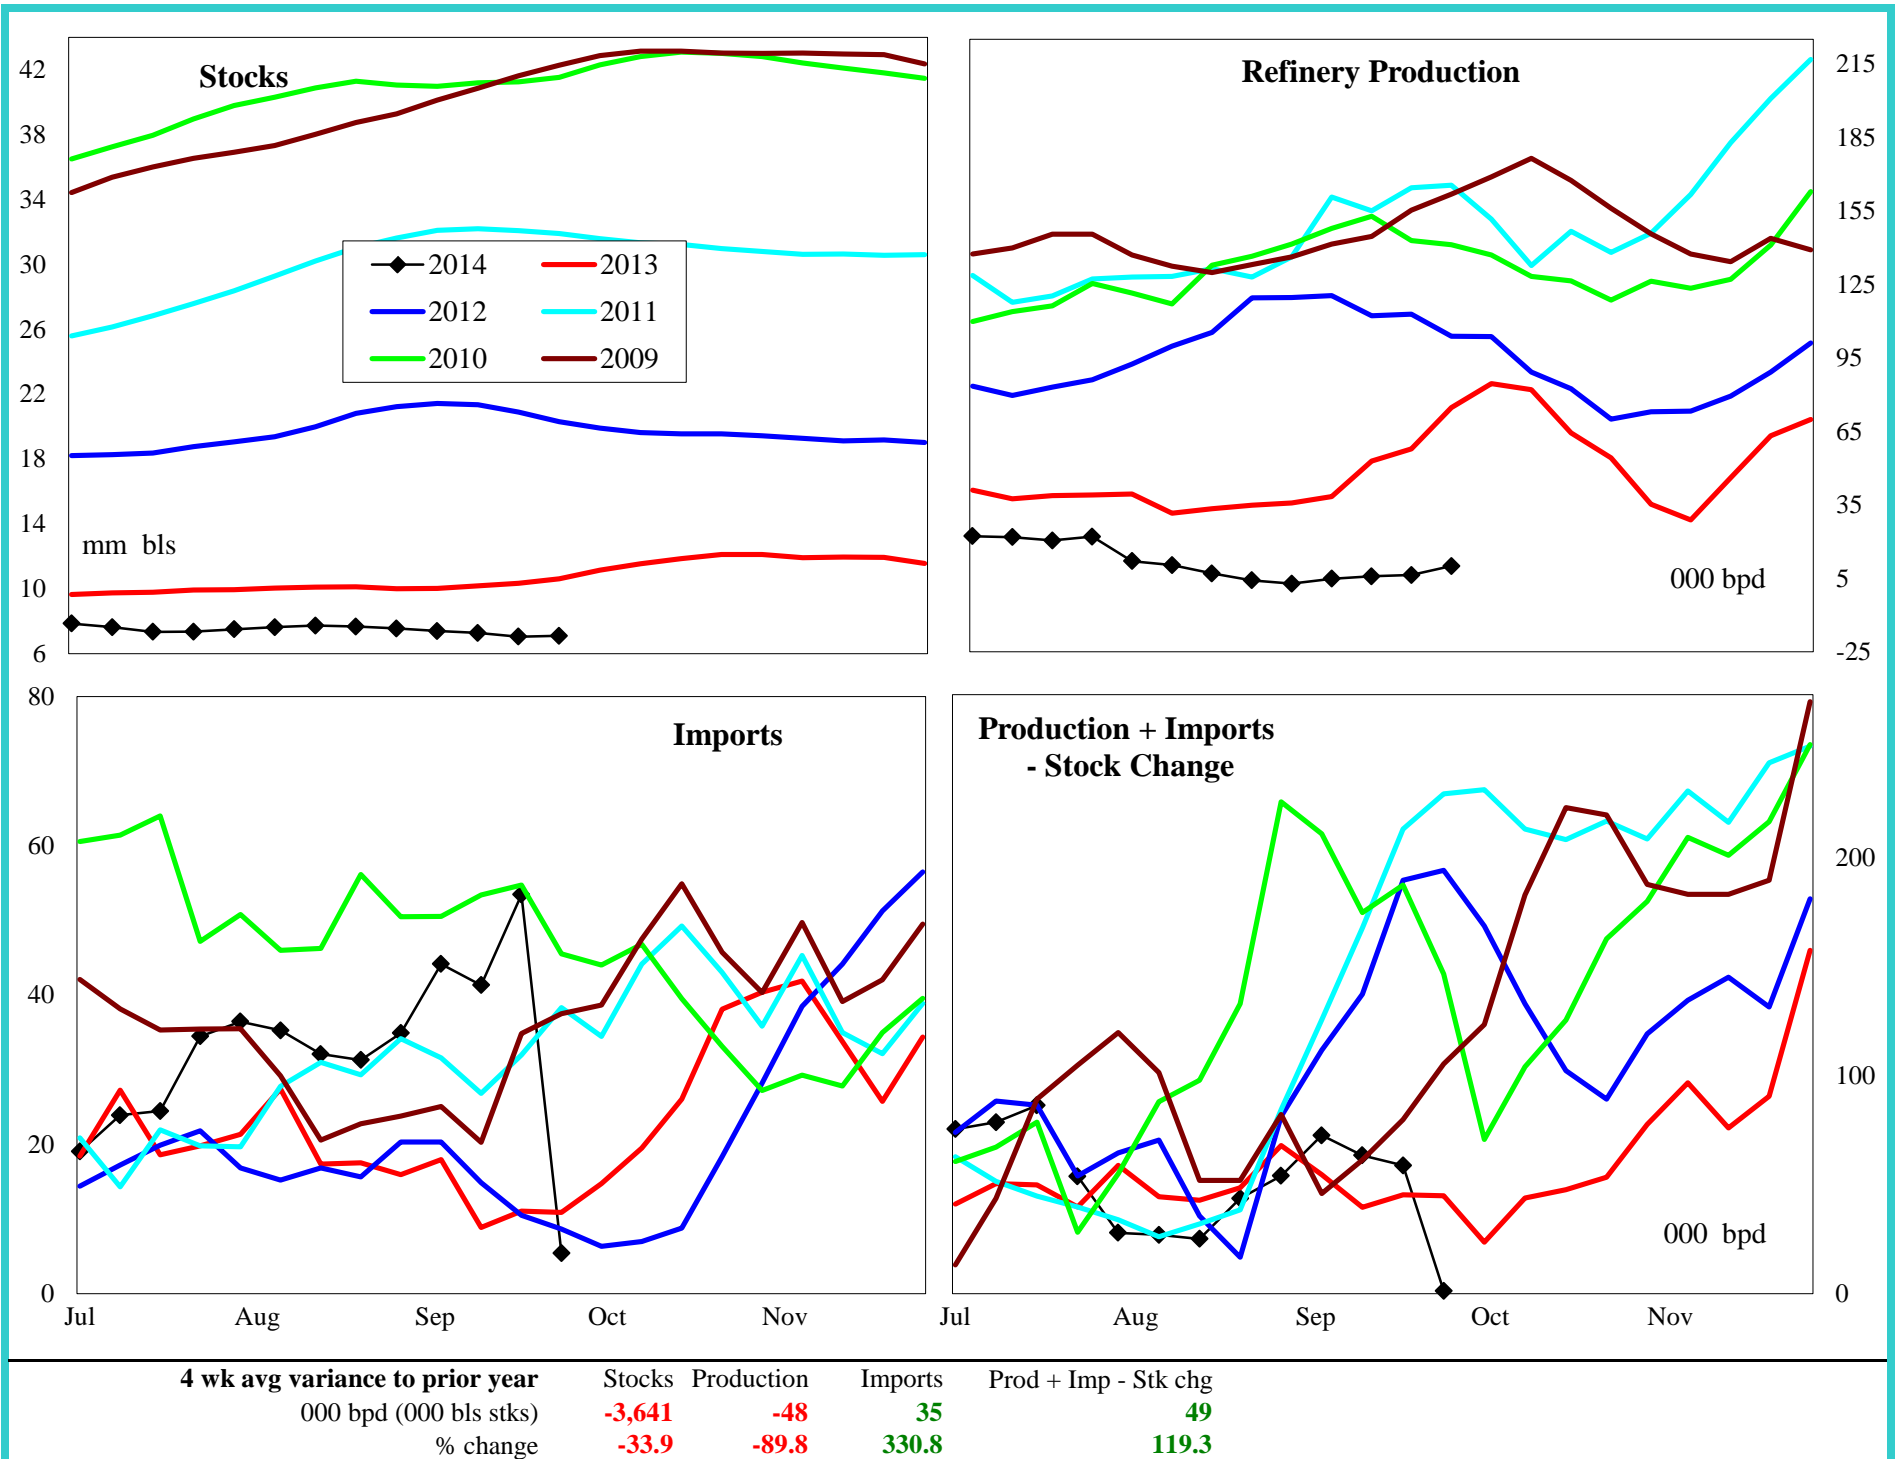 Stocks
42
38
34
30
26
22
18
14
10
6
mm bls
2014 2013
2012 2011
2010 2009
Refinery Production
215
185
155
125
95
65
35
5
-25
000 bpd
Imports
80
60
40
20
0
Jul Aug Sep Oct Nov
Production + Imports
- Stock Change
200
100
0
000 bpd
Jul Aug Sep Oct Nov
4 wk avg variance to prior year Stocks Production Imports Prod + Imp - Stk chg
000 bpd (000 bls stks) -3,641 -48 35 49
% change -33.9 -89.8 330.8 119.3